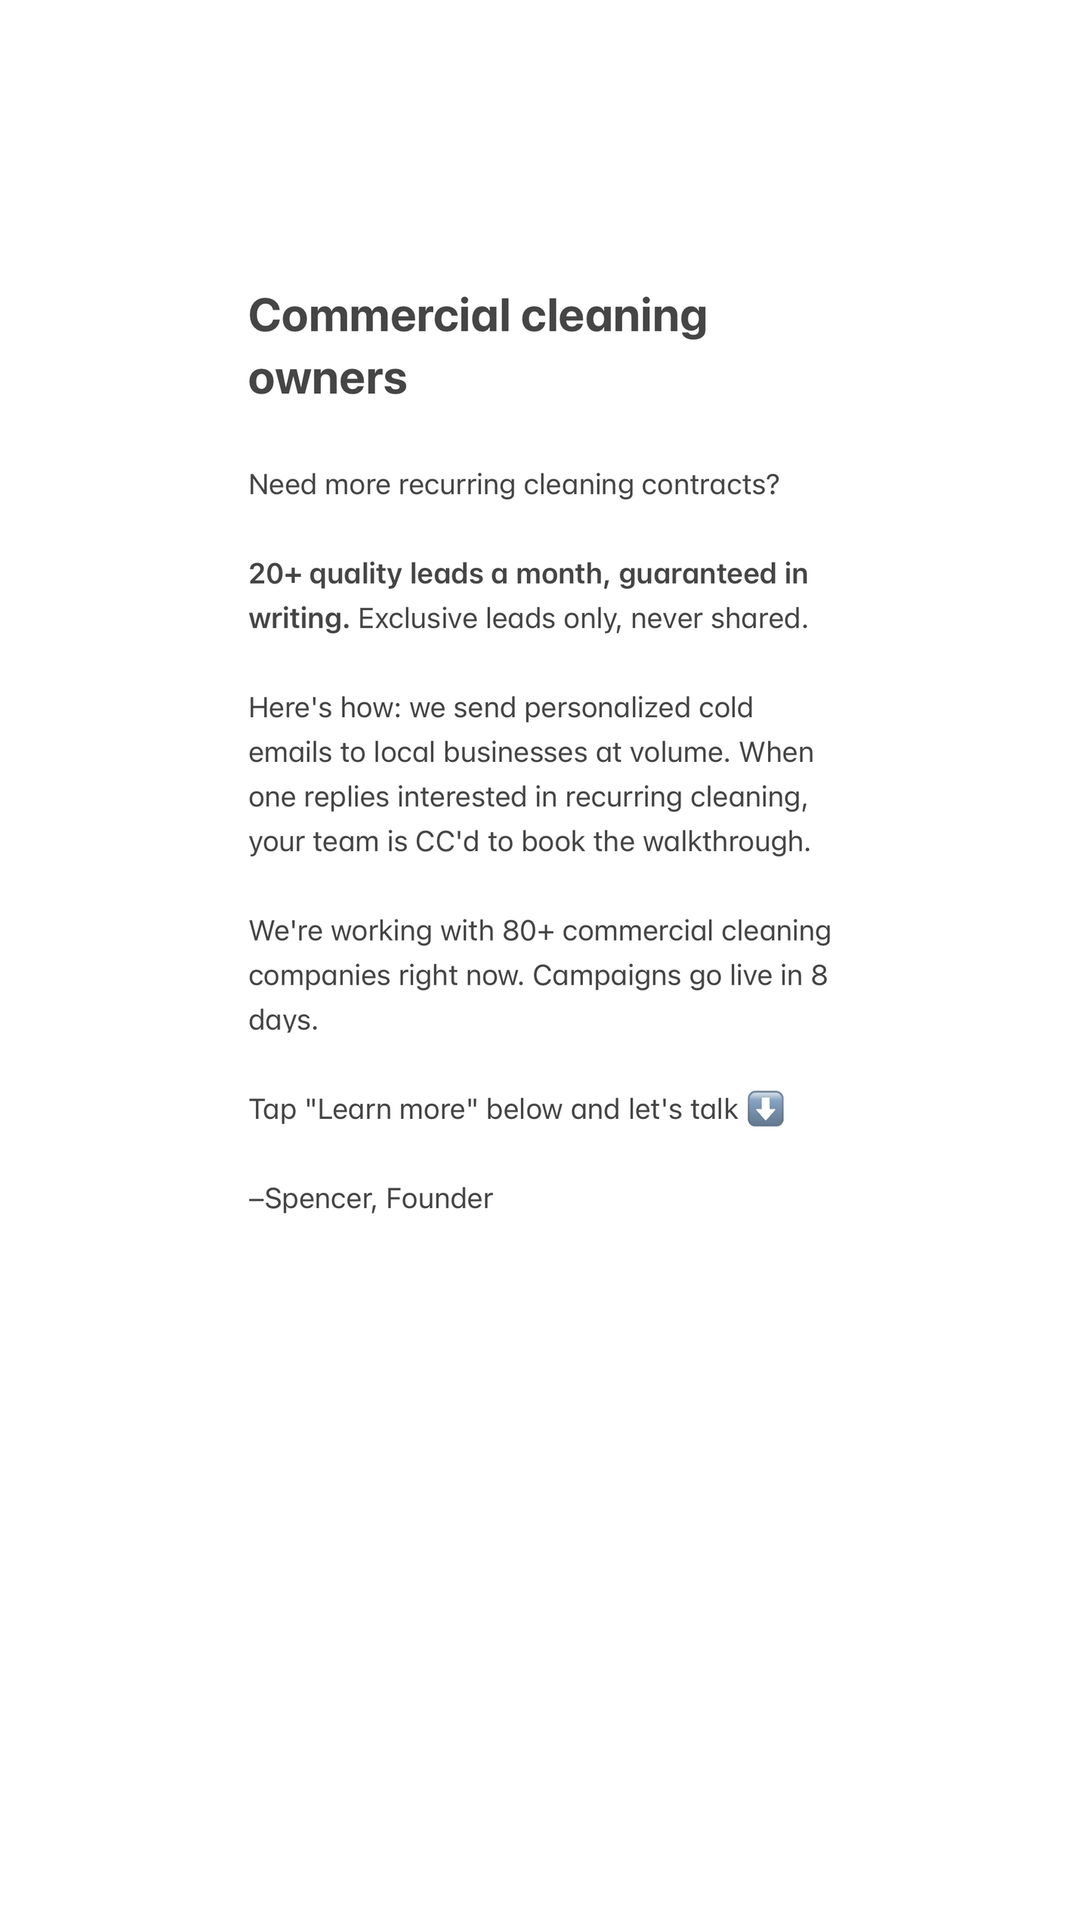 Commercial cleaning
owners
Need more recurring cleaning contracts?
20+ quality leads a month, guaranteed in
writing. Exclusive leads only, never shared.
Here's how: we send personalized cold
emails to local businesses at volume. When
one replies interested in recurring cleaning,
your team is CC'd to book the walkthrough.
We're working with 80+ commercial cleaning
companies right now. Campaigns go live in 8
days.
Tap "Learn more" below and let's talk ⬇️
–Spencer, Founder